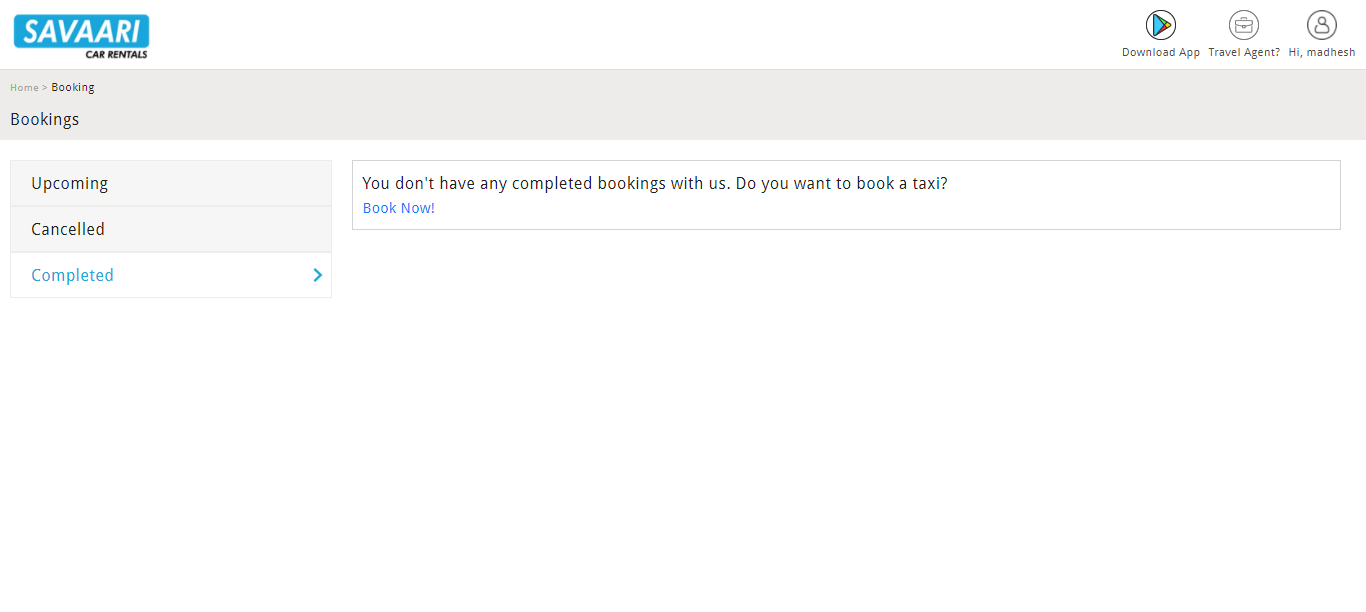 SAVAARI
CAR RENTALS
Download App
Travel Agent?
Hi, madhesh
Home > Booking
Bookings
Upcoming
Cancelled
Completed
You don't have any completed bookings with us. Do you want to book a taxi?
Book Now!